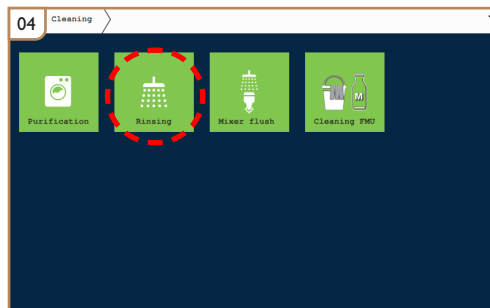 04
Cleaning
Purification
Rinsing
Mixer flush
Cleaning FMU
M